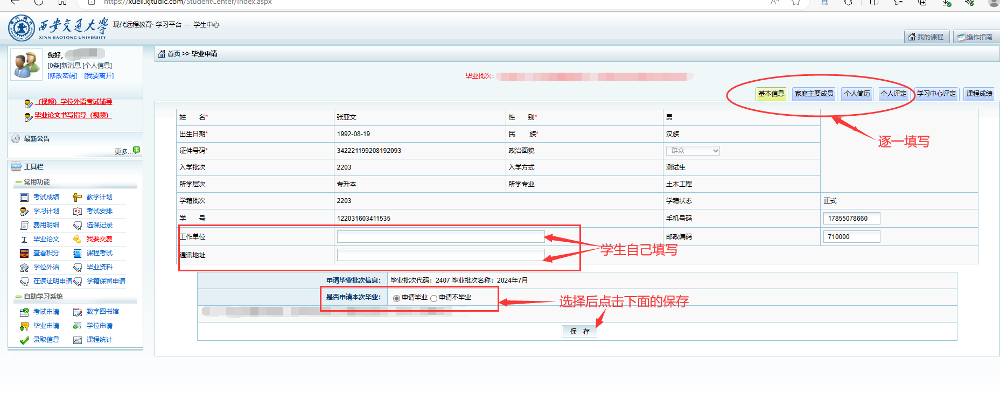 https://xueli.xjtudlc.com/StudentCenter/index.aspx
西安交通大学
XI'AN JIAOTONG UNIVERSITY
现代远程教育· 学习平台 --- 学生中心
我的课程
操作指南
您好,
[0条]新消息 [个人信息]
[修改密码] [我要离开]
(视频)学位外语考试辅导
毕业论文书写指导(视频)
最新公告
更多...
工具栏
常用功能
考试成绩 教学计划
学习计划 考试安排
费用明细 选课记录
毕业论文 我要交费
查看积分 课程考试
学位外语 毕业资料
在读证明申请 学籍保留申请
自助学习系统
考试申请 数字图书馆
毕业申请 学位申请
录取信息 课程统计
首页 >> 毕业申请
毕业批次：
基本信息 家庭主要成员 个人简历 个人评定 学习中心评定 课程成绩
逐一填写
姓 名* 张亚文 性 别* 男
出生日期* 1992-08-19 民 族* 汉族
证件号码* 342221199208192093 政治面貌 群众
入学批次 2203 入学方式 测试生
所学层次 专升本 所学专业 土木工程
学籍批次 2203 学籍状态 正式
学 号 122031603411535 手机号码 17855078660
工作单位 邮政编码 710000
通讯地址
学生自己填写
申请毕业批次信息： 毕业批次代码：2407 毕业批次名称：2024年7月
是否申请本次毕业： 申请毕业 申请不毕业
选择后点击下面的保存
保 存